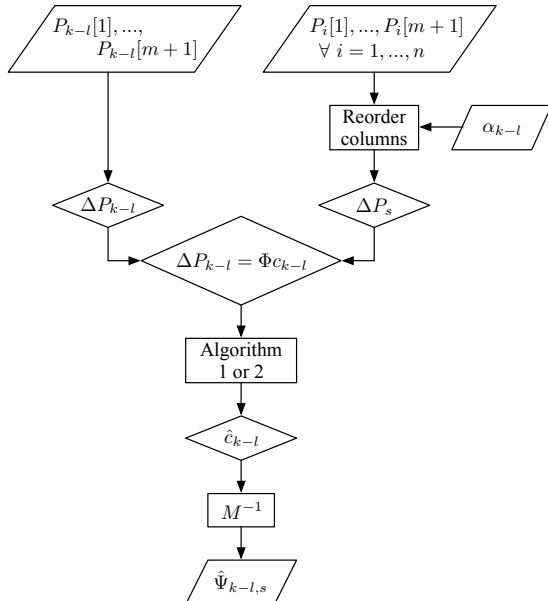 P_{k-l}[1], ...,
P_{k-l}[m + 1]
P_i[1], ..., P_i[m + 1]
∀ i = 1, ..., n
Reorder
columns
α_{k-l}
ΔP_{k-l}
ΔP_s
ΔP_{k-l} = Φc_{k-l}
Algorithm
1 or 2
ĉ_{k-l}
M^{-1}
Ψ̂_{k-l,s}